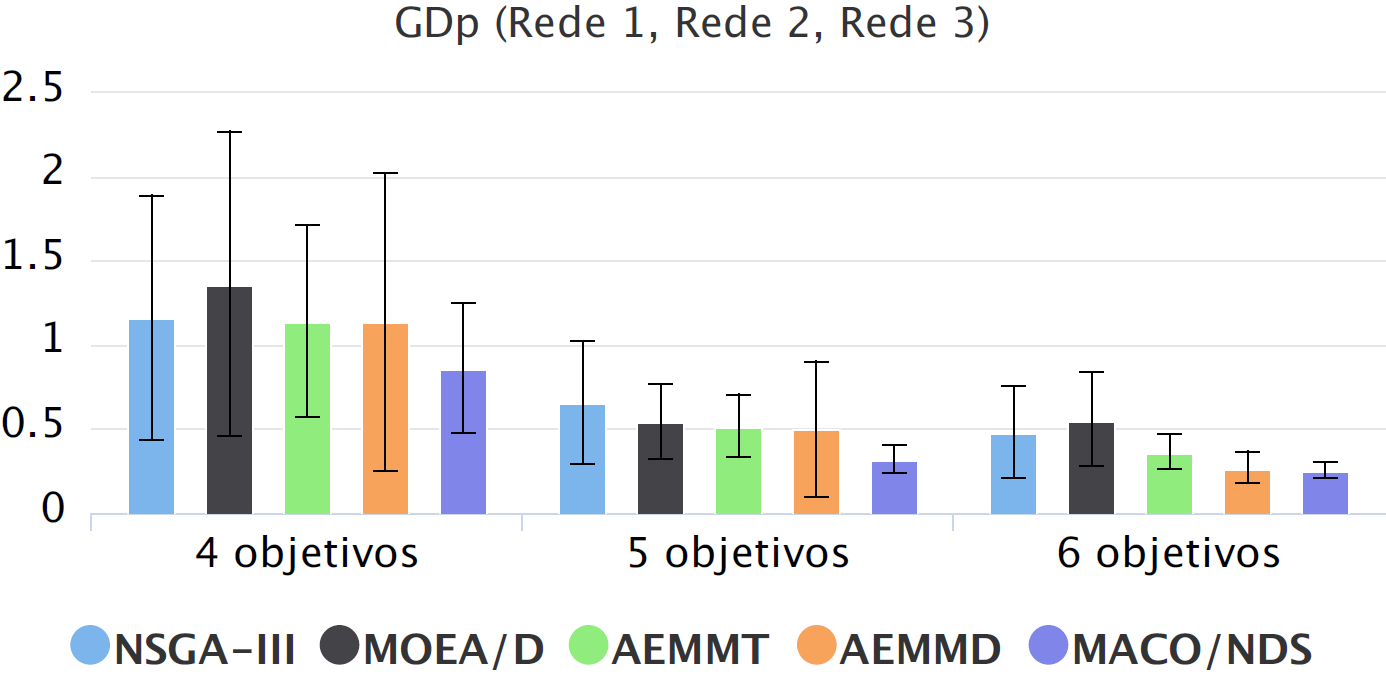 GDp (Rede 1, Rede 2, Rede 3)
2.5
2
1.5
1
0.5
0
4 objetivos 5 objetivos 6 objetivos
NSGA-III MOEA/D AEMMT AEMMD MACO/NDS